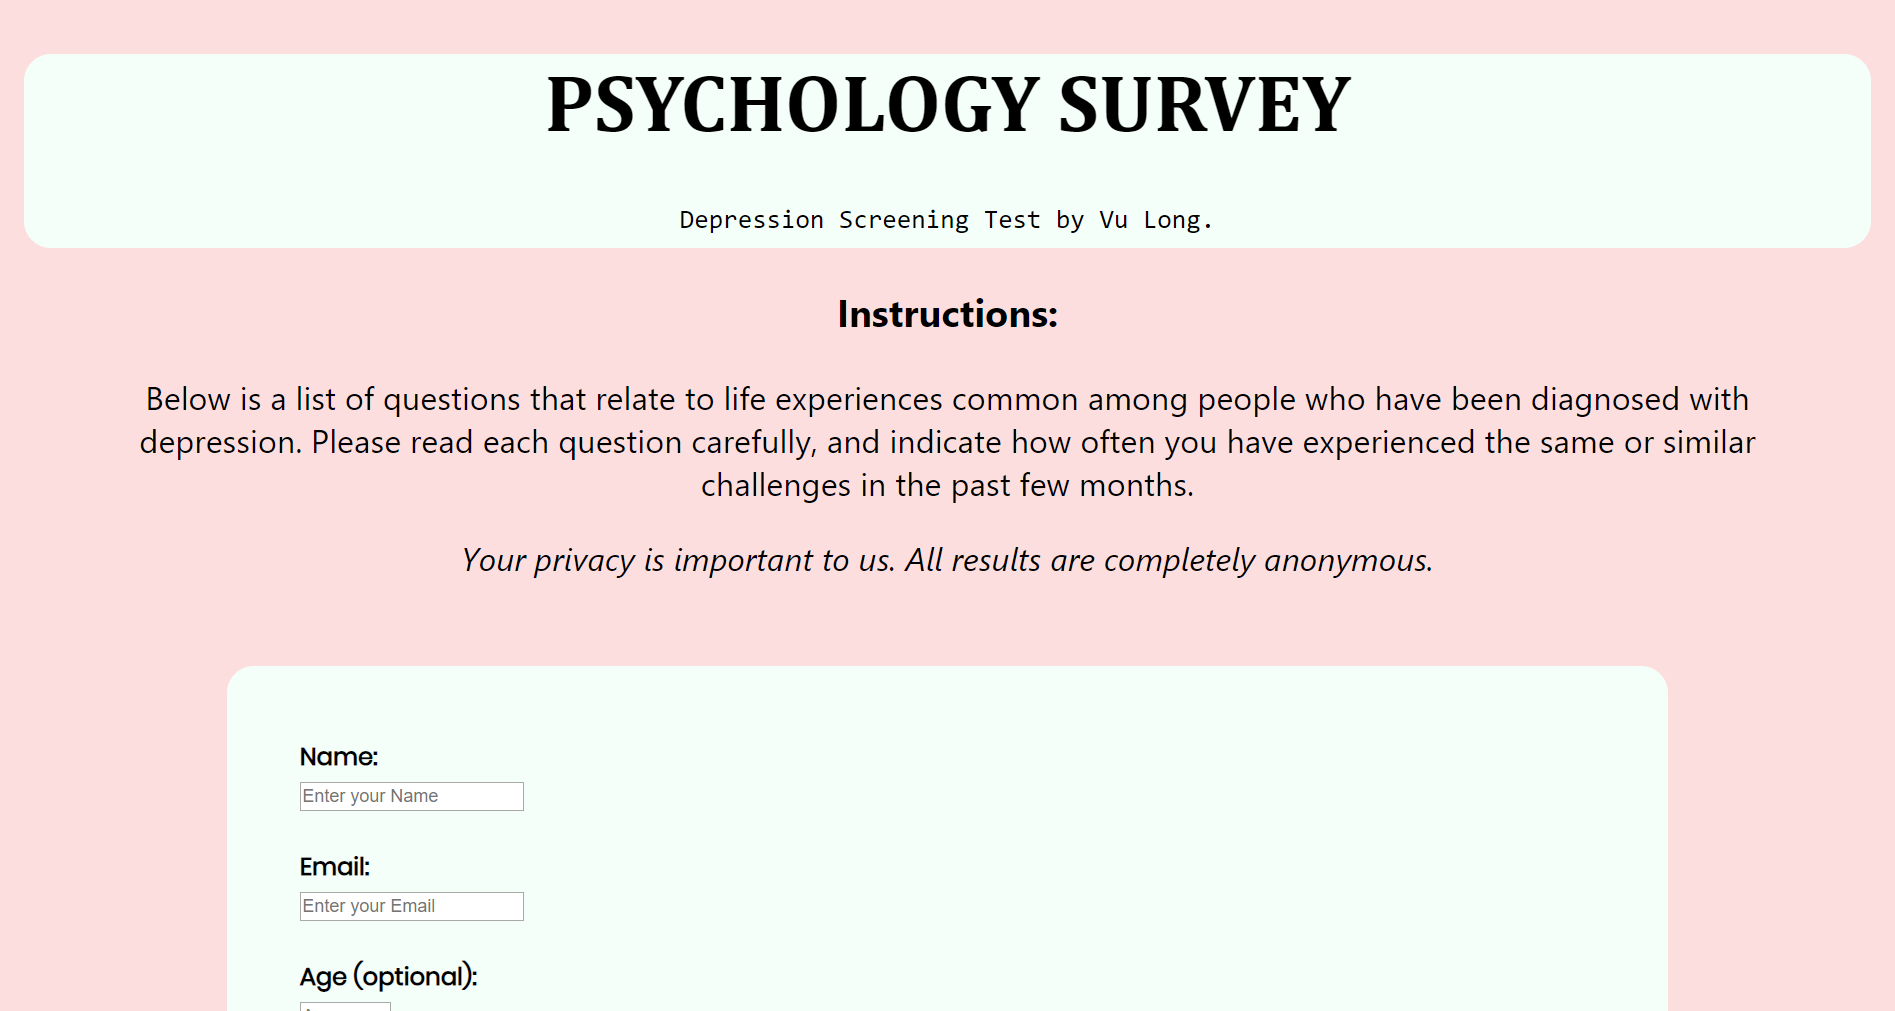 PSYCHOLOGY SURVEY
Depression Screening Test by Vu Long.
Instructions:
Below is a list of questions that relate to life experiences common among people who have been diagnosed with
depression. Please read each question carefully, and indicate how often you have experienced the same or similar
challenges in the past few months.
Your privacy is important to us. All results are completely anonymous.
Name:
Enter your Name
Email:
Enter your Email
Age (optional):